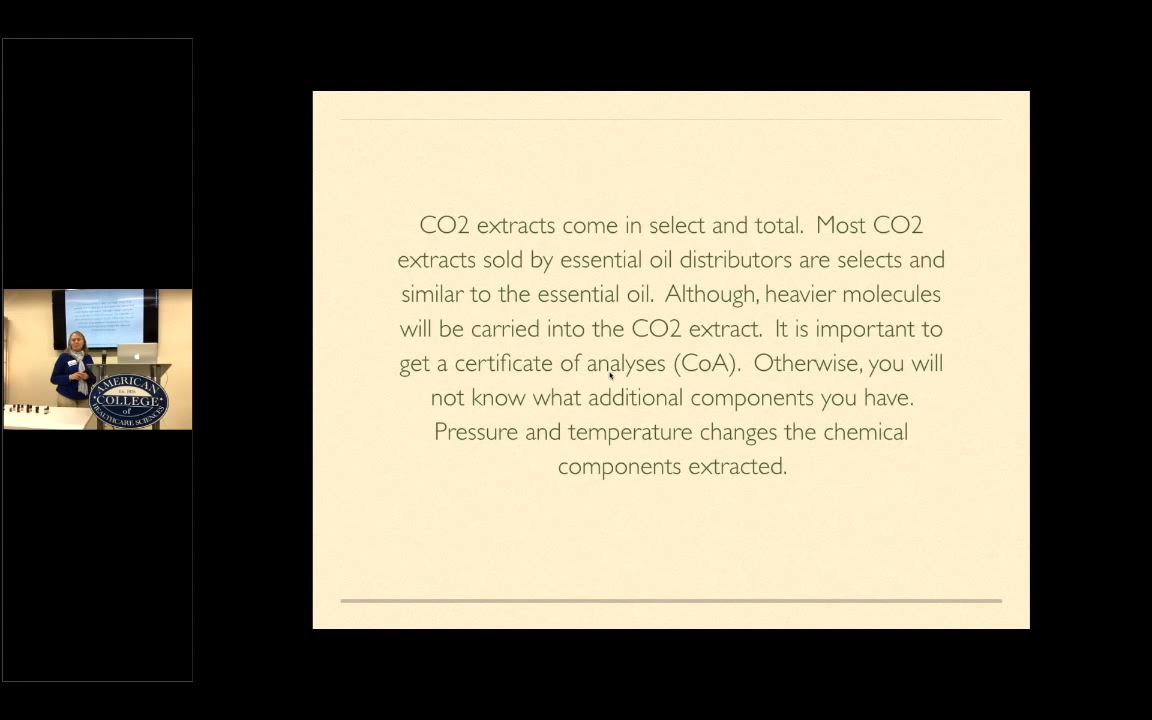 CO2 extracts come in select and total.  Most CO2
extracts sold by essential oil distributors are selects and
similar to the essential oil.  Although, heavier molecules
will be carried into the CO2 extract.  It is important to
get a certificate of analyses (CoA).  Otherwise, you will
not know what additional components you have.
Pressure and temperature changes the chemical
components extracted.
AMERICAN
COLLEGE
of
HEALTHCARE SCIENCES